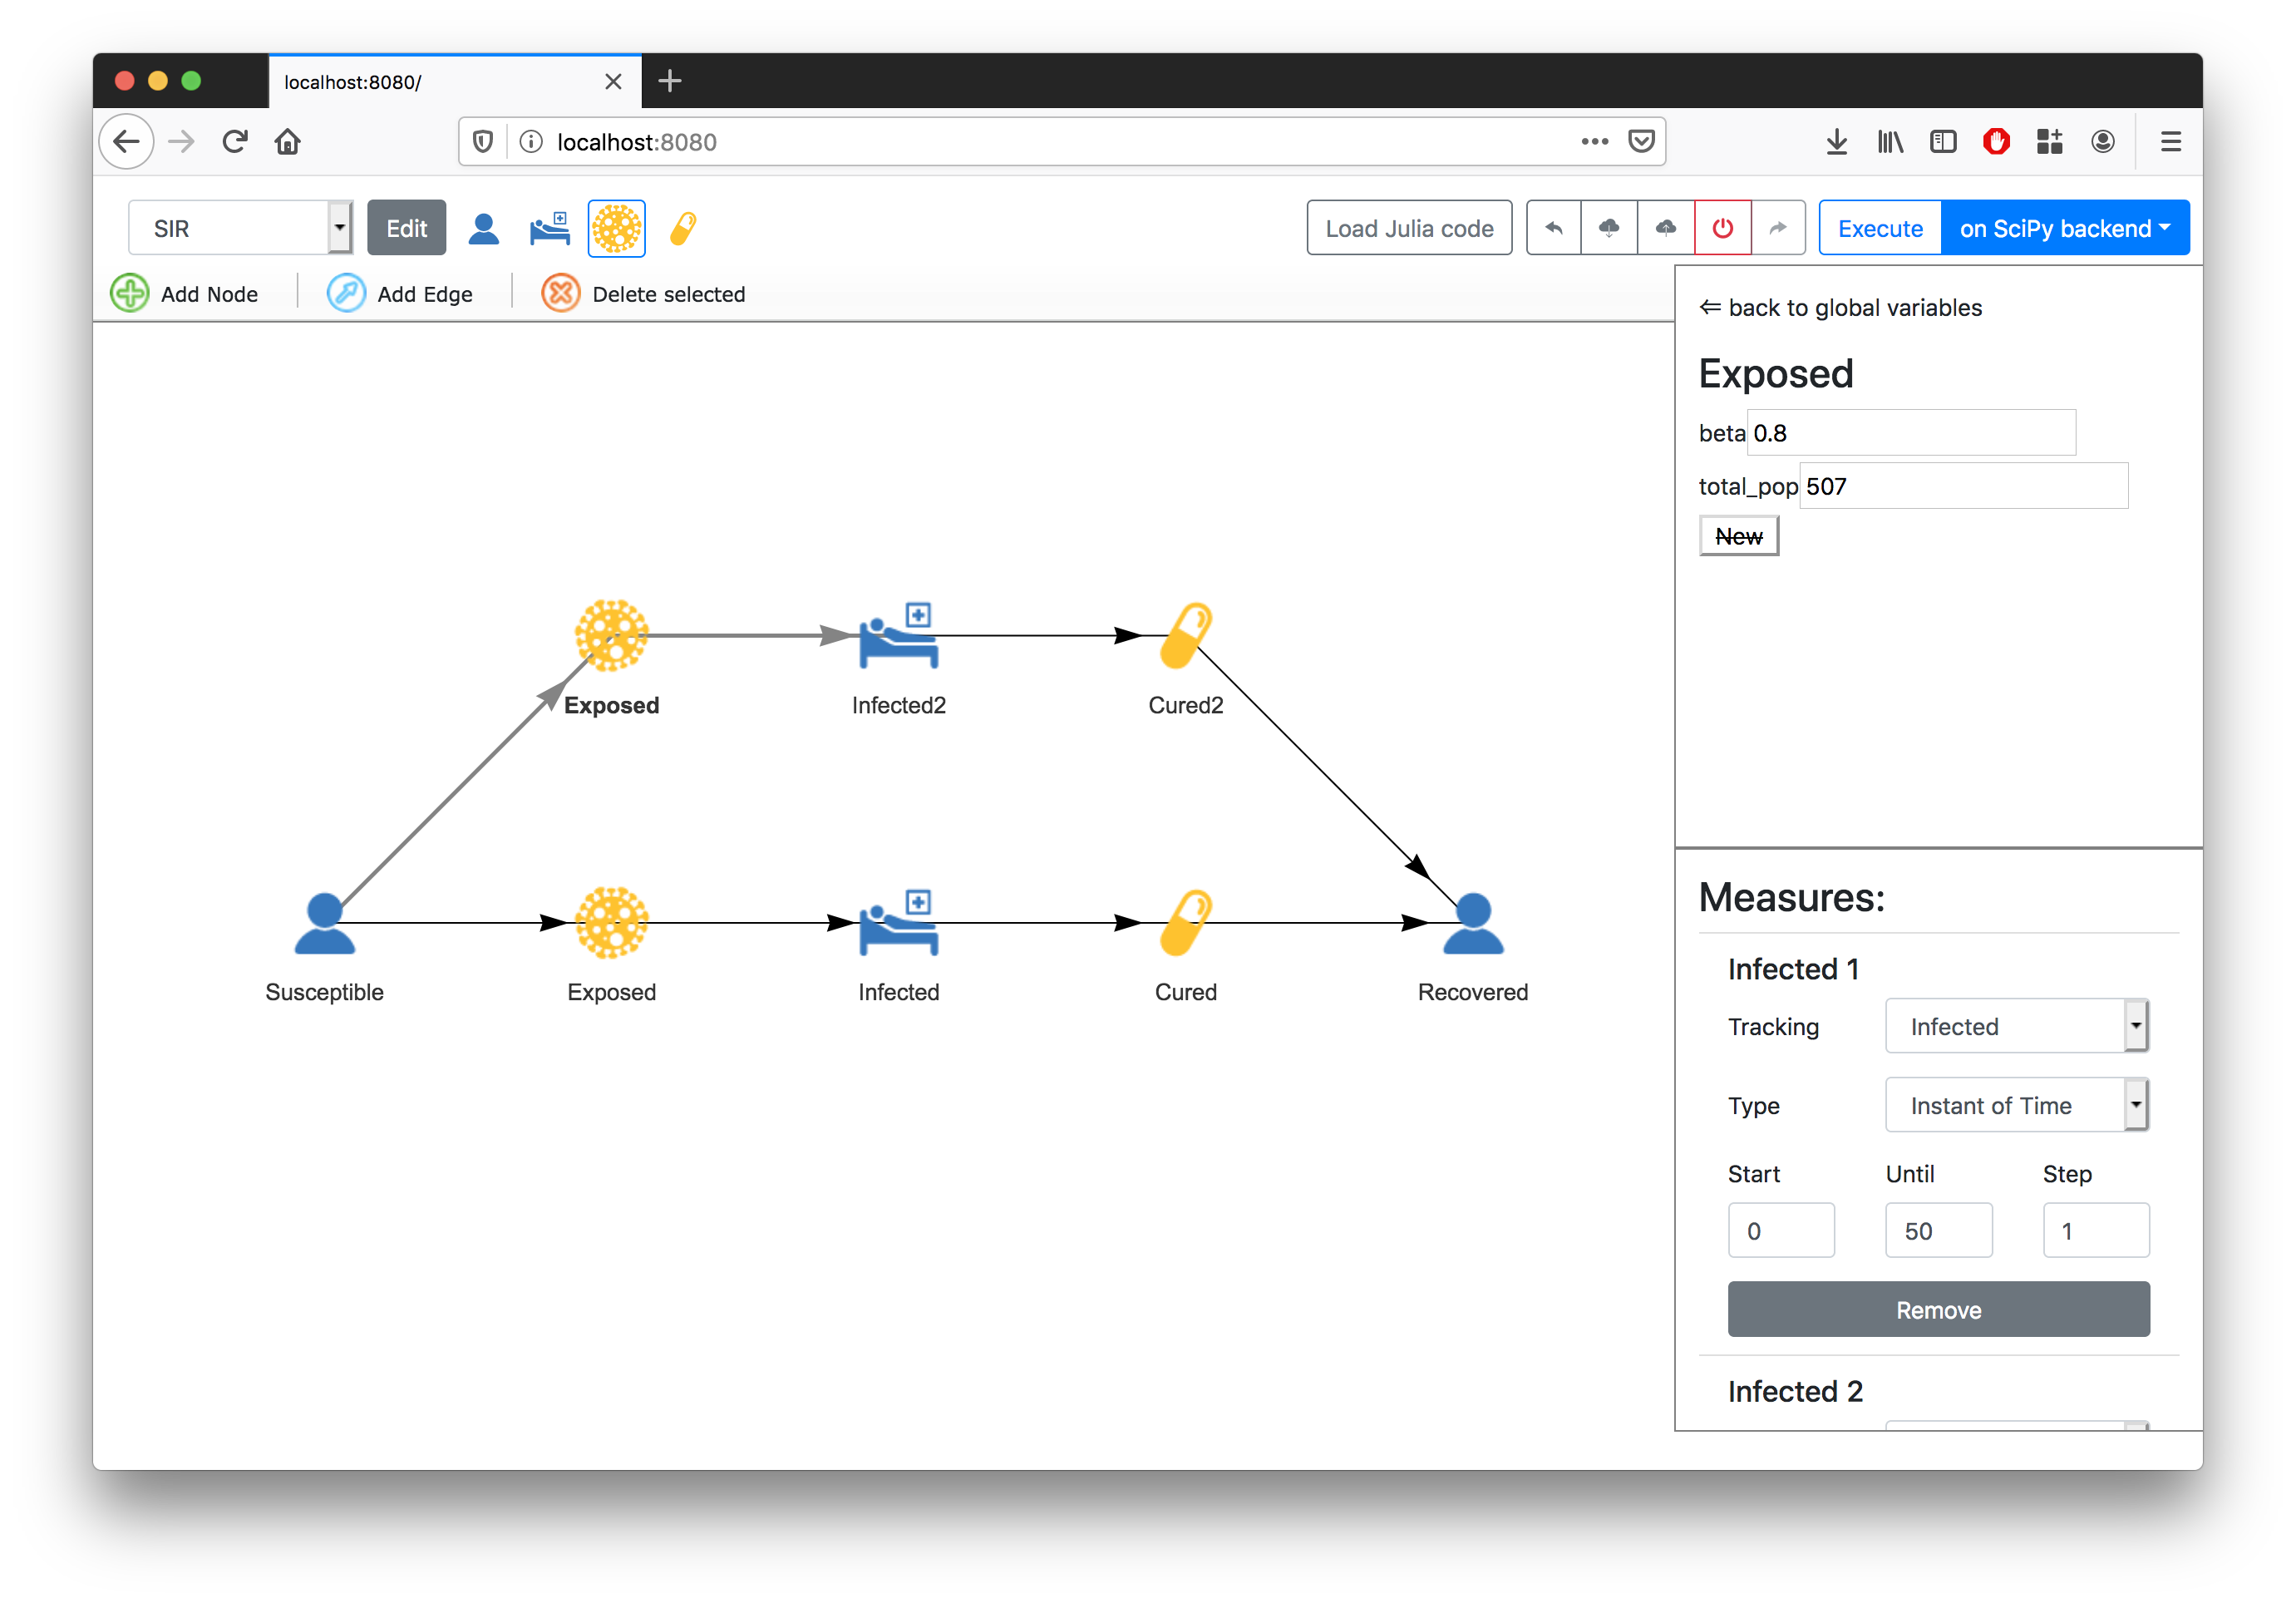 localhost:8080/
localhost:8080
SIR
Edit
Load Julia code
Execute
on SciPy backend
Add Node
Add Edge
Delete selected
⇐ back to global variables
Exposed
beta 0.8
total_pop 507
New
Exposed
Infected2
Cured2
Susceptible
Exposed
Infected
Cured
Recovered
Measures:
Infected 1
Tracking Infected
Type Instant of Time
Start Until Step
0 50 1
Remove
Infected 2